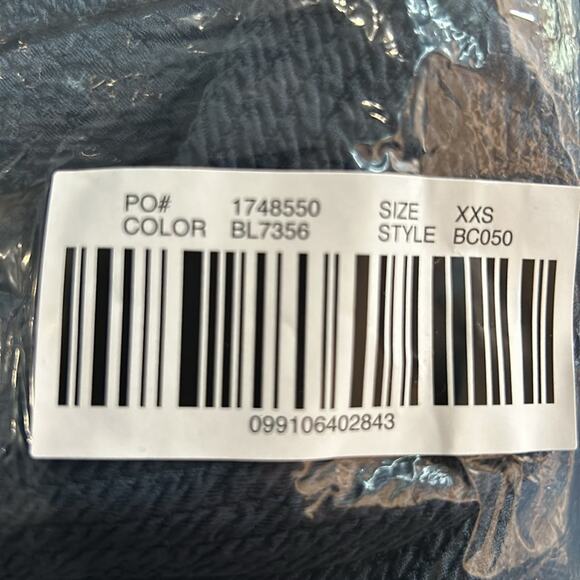 PO# 1748550 SIZE XXS
COLOR BL7356 STYLE BC050
099106402843